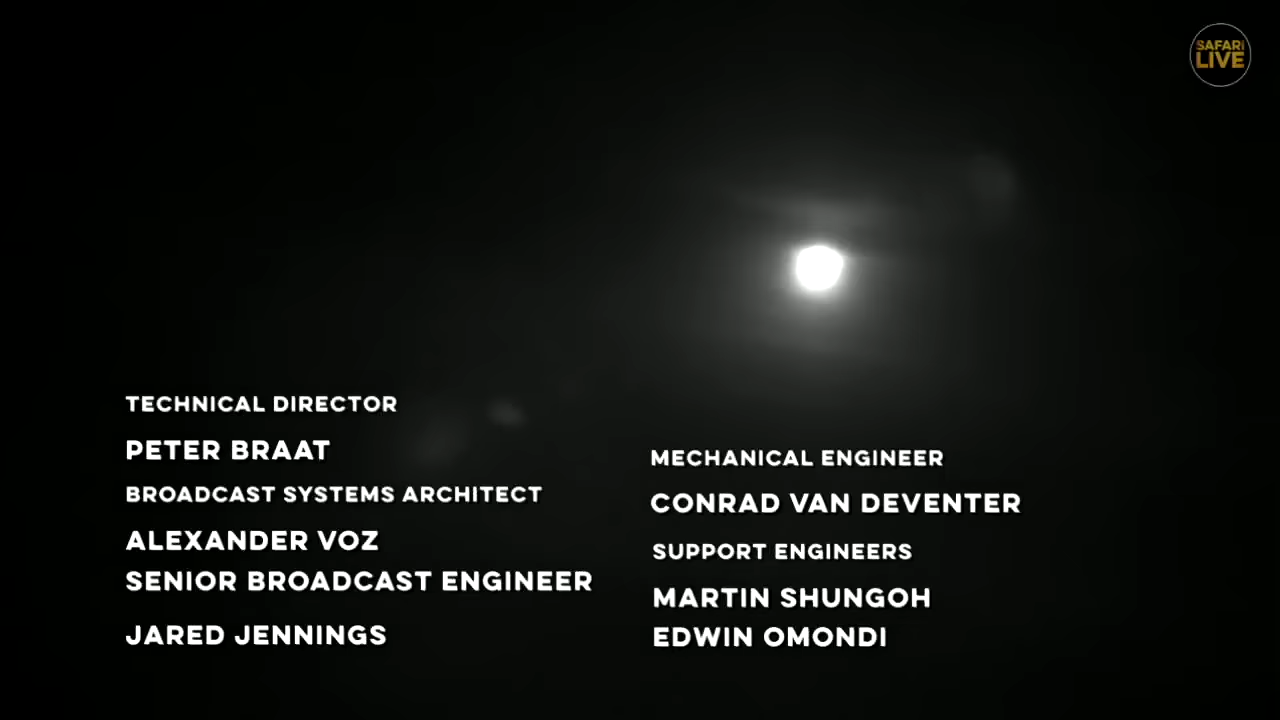 SAFARI
LIVE
TECHNICAL DIRECTOR
PETER BRAAT
BROADCAST SYSTEMS ARCHITECT
ALEXANDER VOZ
SENIOR BROADCAST ENGINEER
JARED JENNINGS
MECHANICAL ENGINEER
CONRAD VAN DEVENTER
SUPPORT ENGINEERS
MARTIN SHUNGOH
EDWIN OMONDI